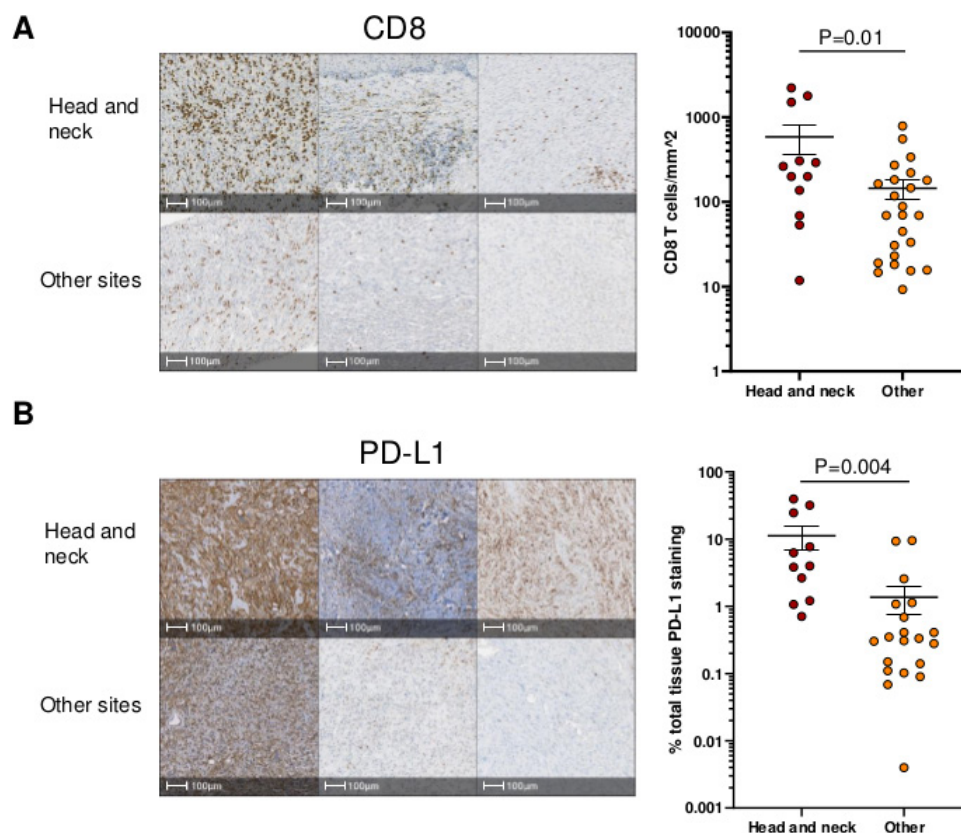 A
CD8
Head and
neck
100µm
100µm
100µm
Other sites
100µm
100µm
100µm
P=0.01
10000
1000
100
10
1
CD8 T cells/mm^2
Head and neck
Other
B
PD-L1
Head and
neck
100µm
100µm
100µm
Other sites
100µm
100µm
100µm
P=0.004
100
10
1
0.1
0.01
0.001
% total tissue PD-L1 staining
Head and neck
Other